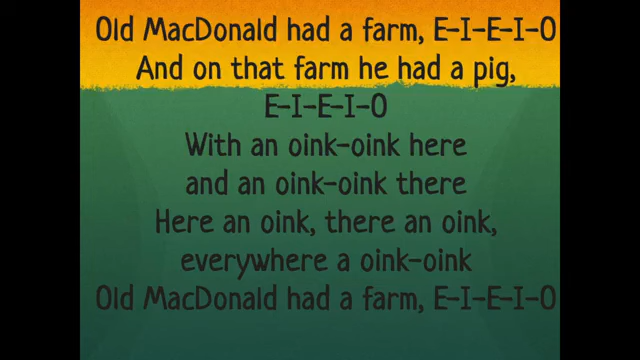 Old MacDonald had a farm, E-I-E-I-O
And on that farm he had a pig,
E-I-E-I-O
With an oink-oink here
and an oink-oink there
Here an oink, there an oink,
everywhere a oink-oink
Old MacDonald had a farm, E-I-E-I-O